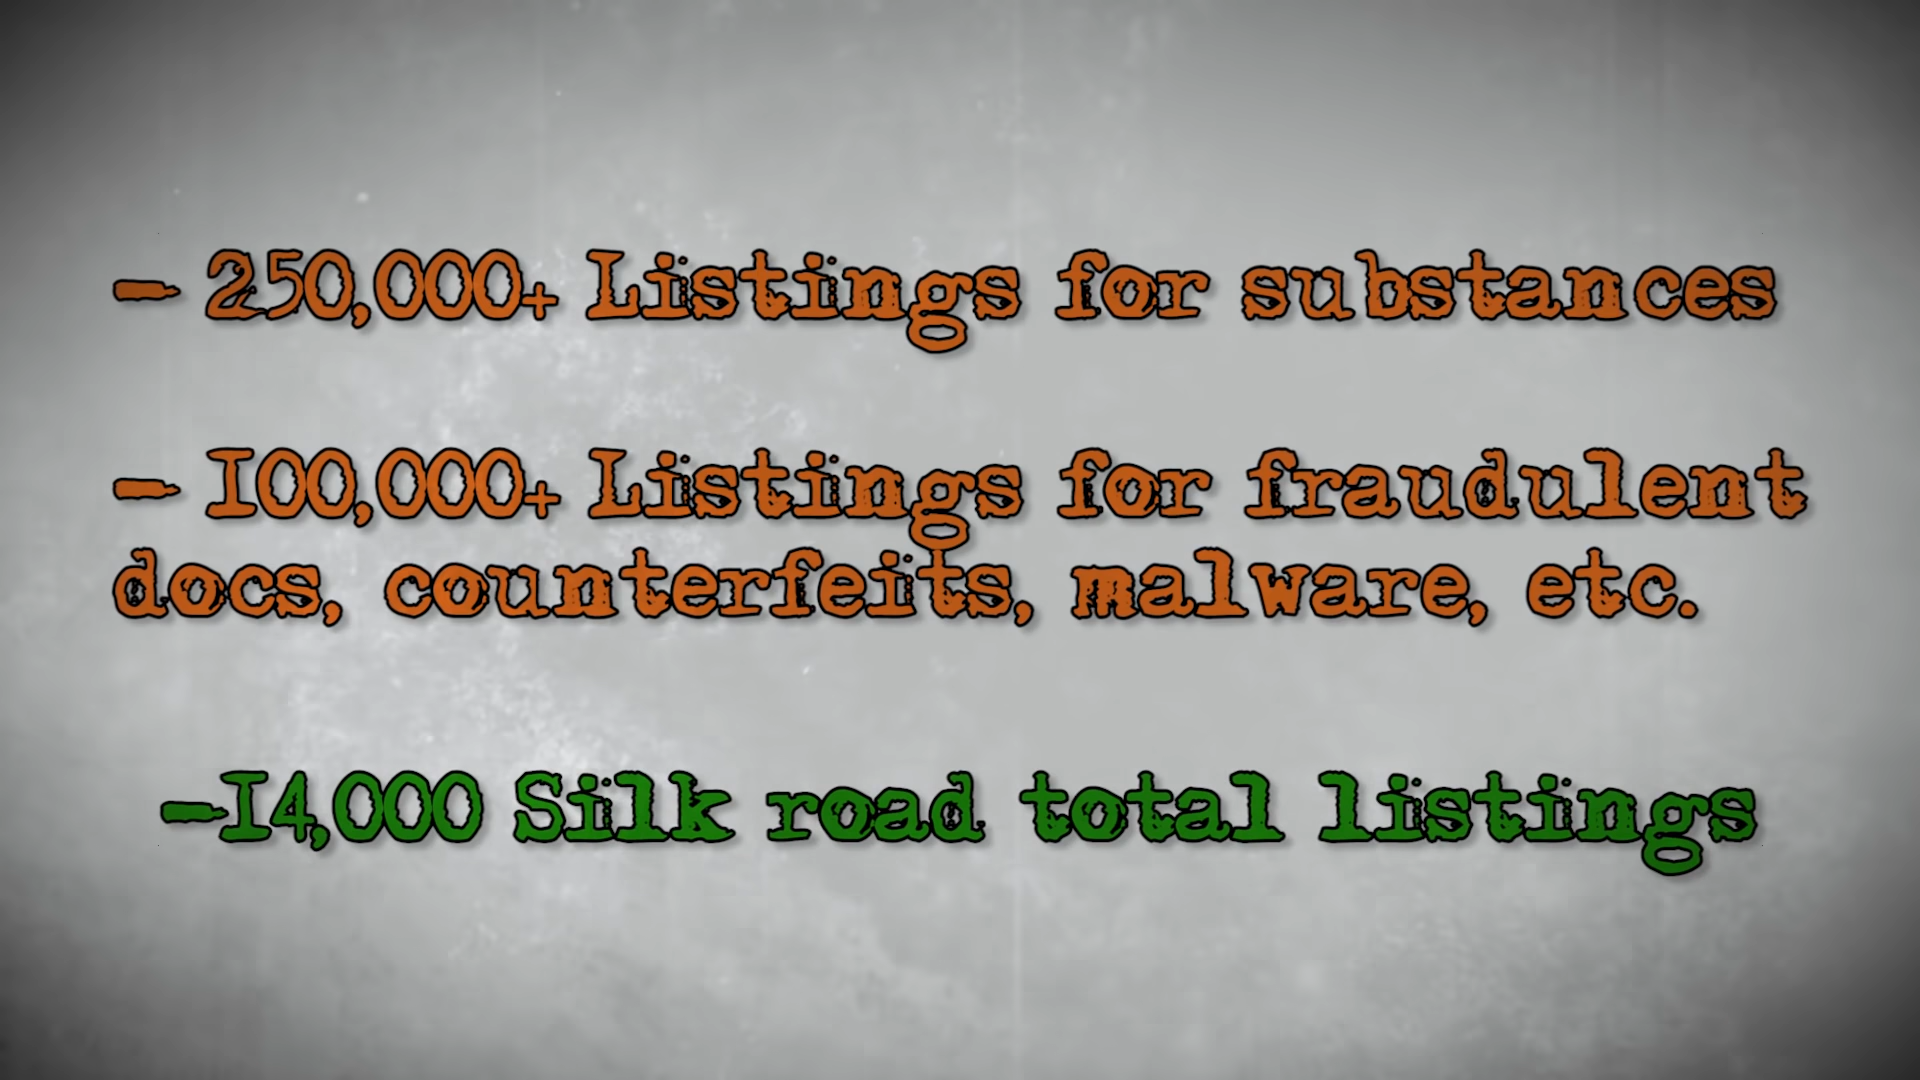 - 250,000+ Listings for substances
- 100,000+ Listings for fraudulent
docs, counterfeits, malware, etc.
-14,000 Silk road total listings